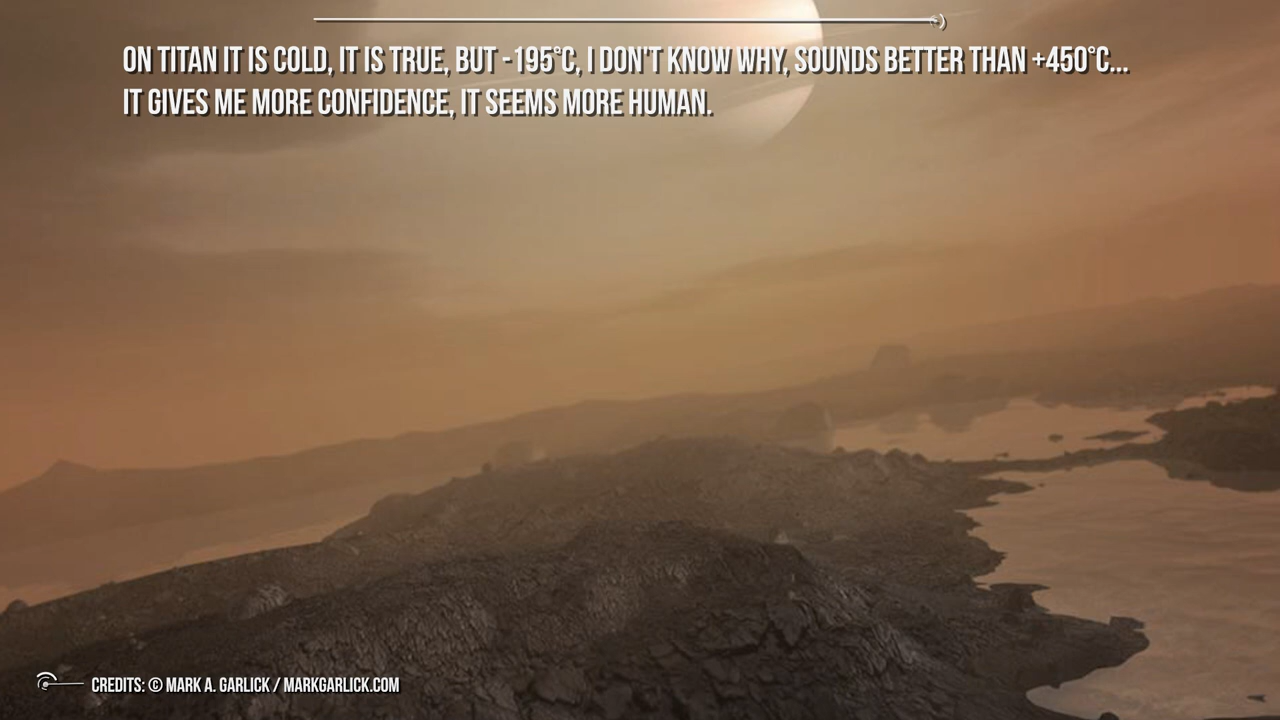 ON TITAN IT IS COLD, IT IS TRUE, BUT -195°C, I DON'T KNOW WHY, SOUNDS BETTER THAN +450°C...
IT GIVES ME MORE CONFIDENCE, IT SEEMS MORE HUMAN.
CREDITS: © MARK A. GARLICK / MARKGARLICK.COM